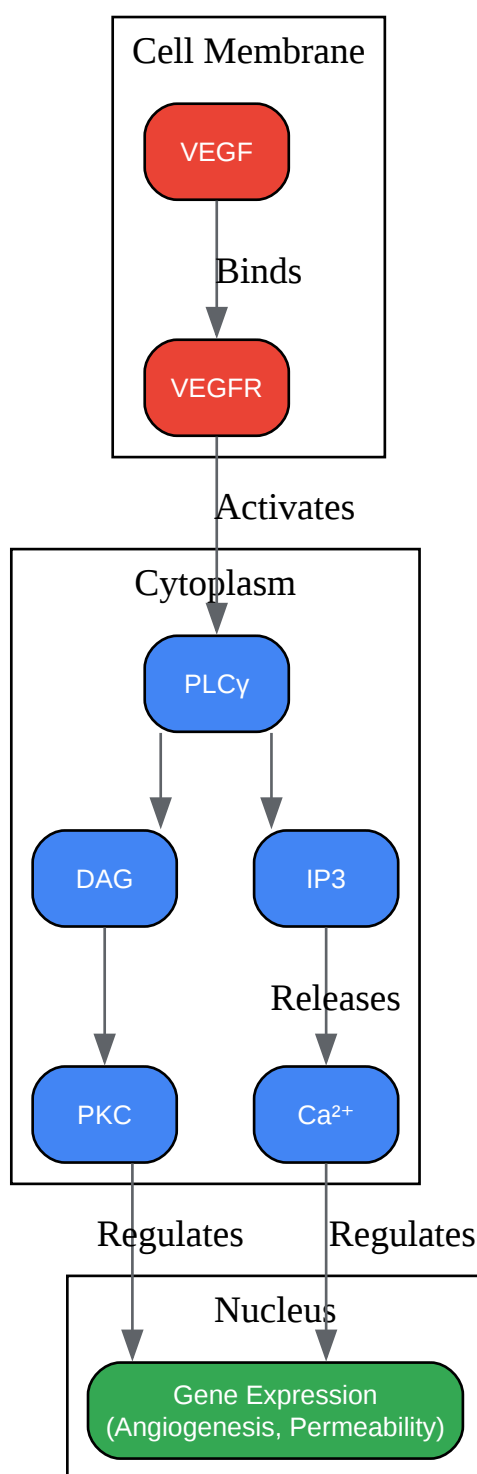 Cell Membrane
VEGF
Binds
VEGFR
Activates
Cytoplasm
PLCγ
DAG
IP3
Releases
PKC
Ca²⁺
Regulates
Regulates
Nucleus
Gene Expression
(Angiogenesis, Permeability)